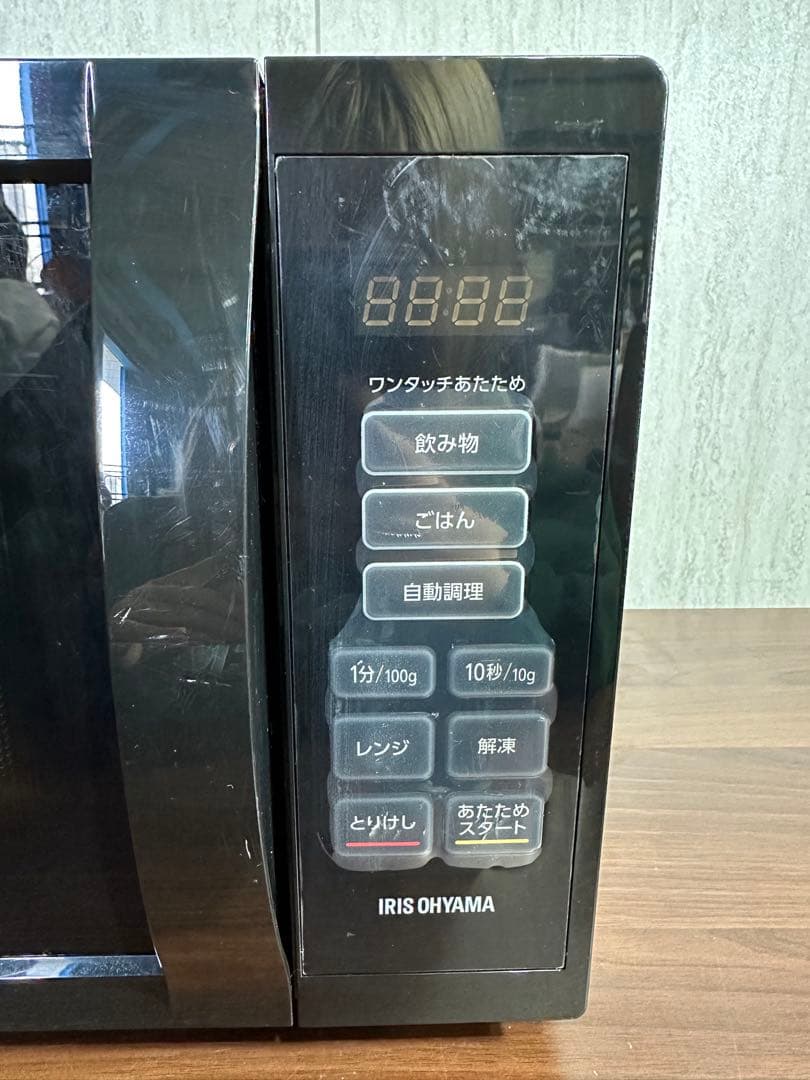 88:88
ワンタッチあたため
飲み物
ごはん
自動調理
1分/100g
10秒/10g
レンジ
解凍
とりけし
あたため
スタート
IRIS OHYAMA